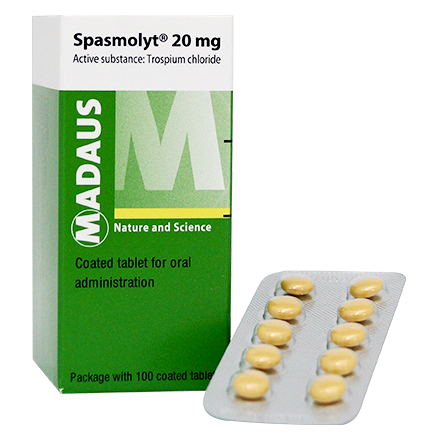 Spasmolyt® 20 mg
Active substance: Trospium chloride
MADAUS
M
Nature and Science
Coated tablet for oral
administration
Package with 100 coated tablet